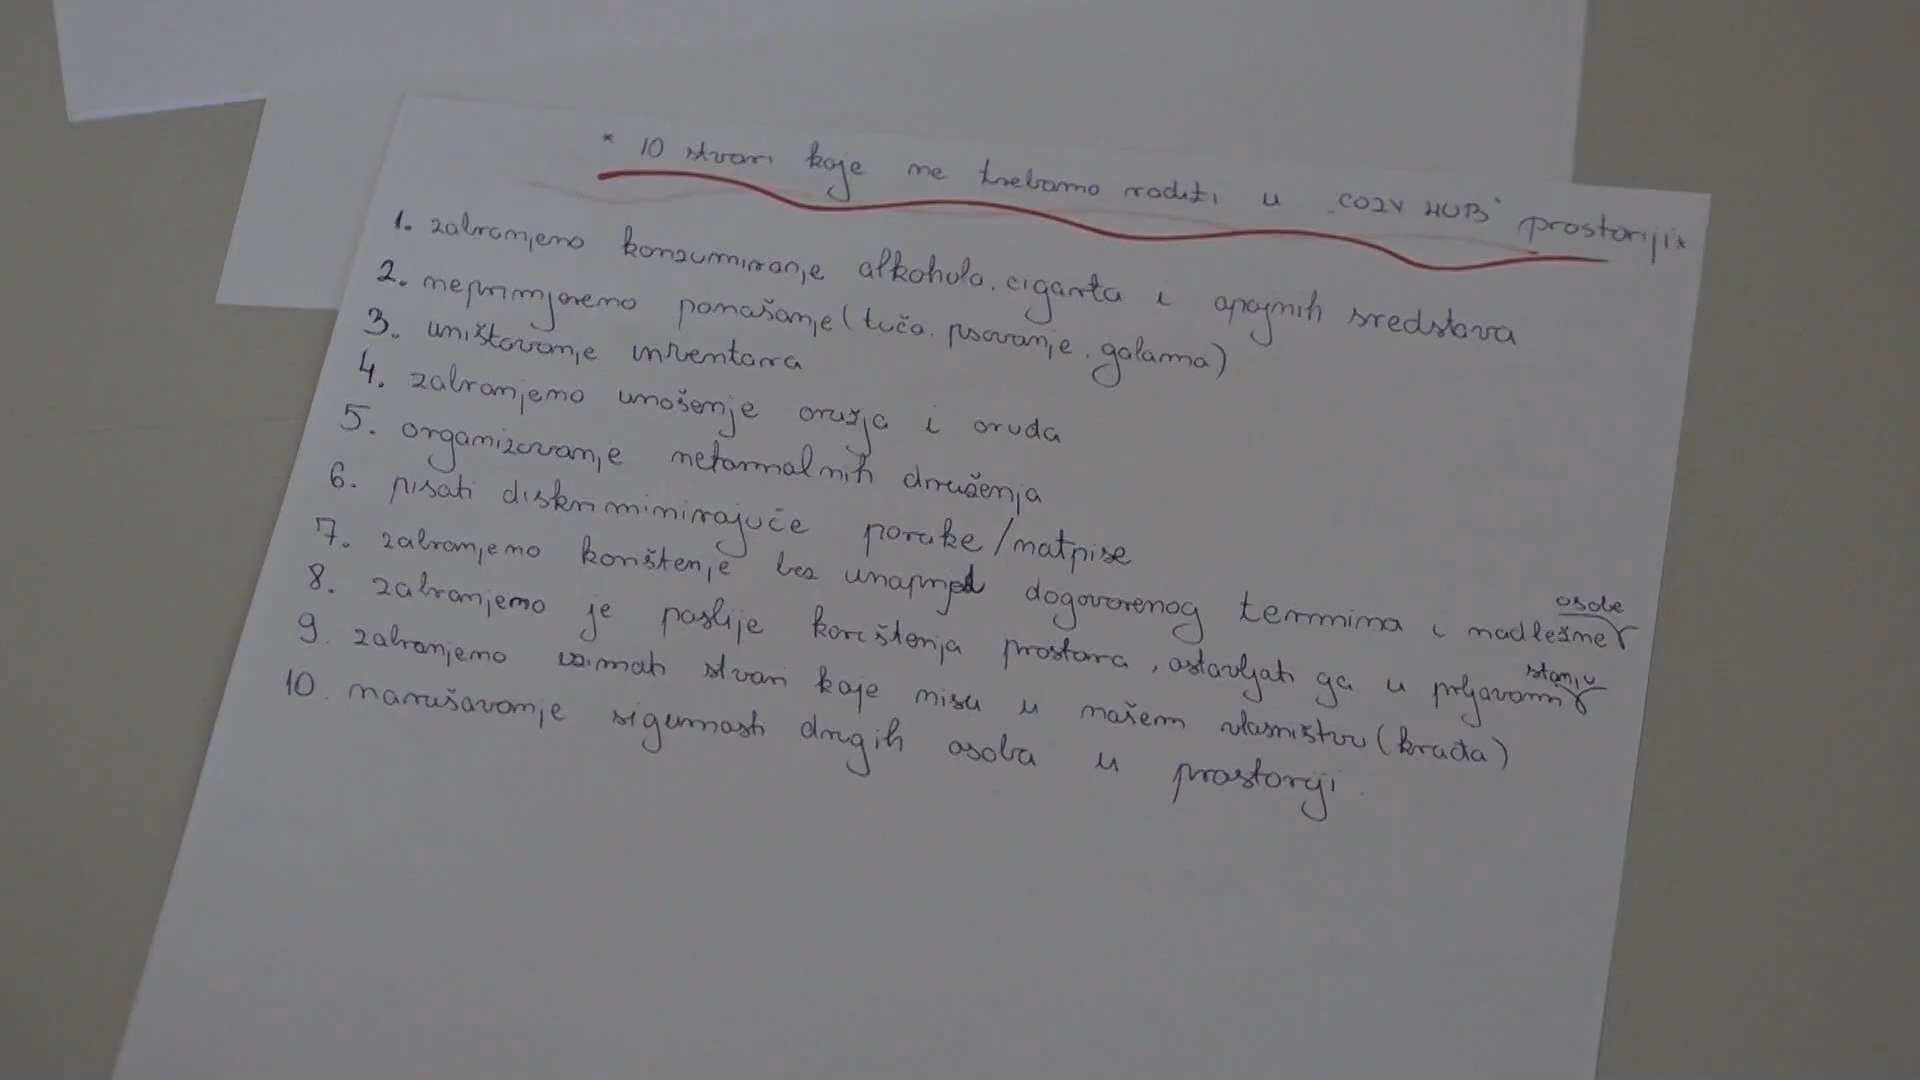 * 10 stvari koje ne trebamo raditi u "COZY HUB" prostoriji*
1. zabranjeno konzumiranje alkohola, cigareta i opojnih sredstava
2. neprimjereno ponašanje (tuča, psovanje, galama)
3. uništavanje inventara
4. zabranjeno unošenje oružja i oruđa
5. organizovanje neformalnih druženja
6. pisati diskriminirajuće poruke/natpise
7. zabranjeno korištenje bez unaprijed dogovorenog termina i nadležne osobe
8. zabranjeno je poslije korištenja prostora, ostavljati ga u prljavom stanju
9. zabranjeno uzimati stvari koje nisu u našem vlasništvu (krađa)
10. narušavanje sigurnosti drugih osoba u prostoriji